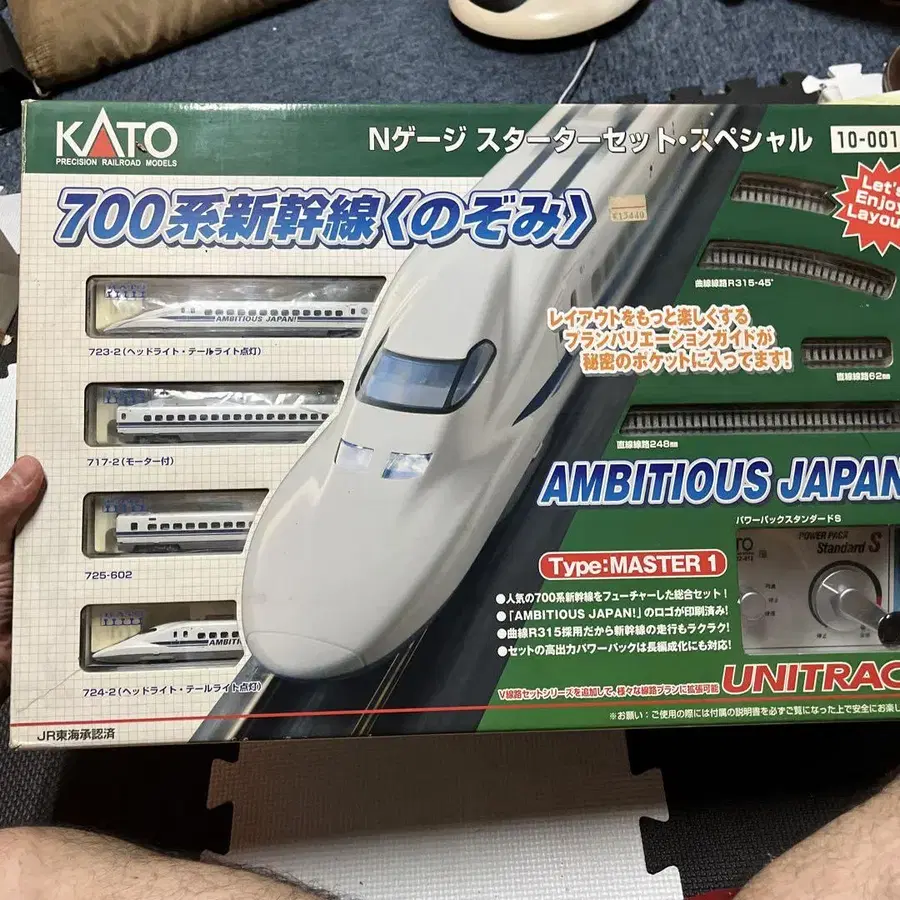 KATO
PRECISION RAILROAD MODELS
Nゲージ スターターセット・スペシャル
10-001
700系新幹線〈のぞみ〉
¥13440
Let's
Enjoy
Layou
曲線線路R315-45°
レイアウトをもっと楽しくする
プランバリエーションガイドが
秘密のポケットに入ってます!
直線線路62mm
直線線路248mm
AMBITIOUS JAPAN!
723-2(ヘッドライト・テールライト点灯)
717-2(モーター付)
725-602
AMBITI
724-2(ヘッドライト・テールライト点灯)
AMBITIOUS JAPAN
パワーパックスタンダードS
POWER PACK
Standard S
Type:MASTER 1
●人気の700系新幹線をフューチャーした総合セット!
●「AMBITIOUS JAPAN!」のロゴが印刷済み!
●曲線R315採用だから新幹線の走行もラクラク!
●セットの高出力パワーパックは長編成化にも対応!
UNITRAC
V線路セットシリーズを追加して、様々な線路プランに拡張可能
※お願い:ご使用の際には付属の説明書を必ずご覧になった上で安全にお楽し
JR東海承認済